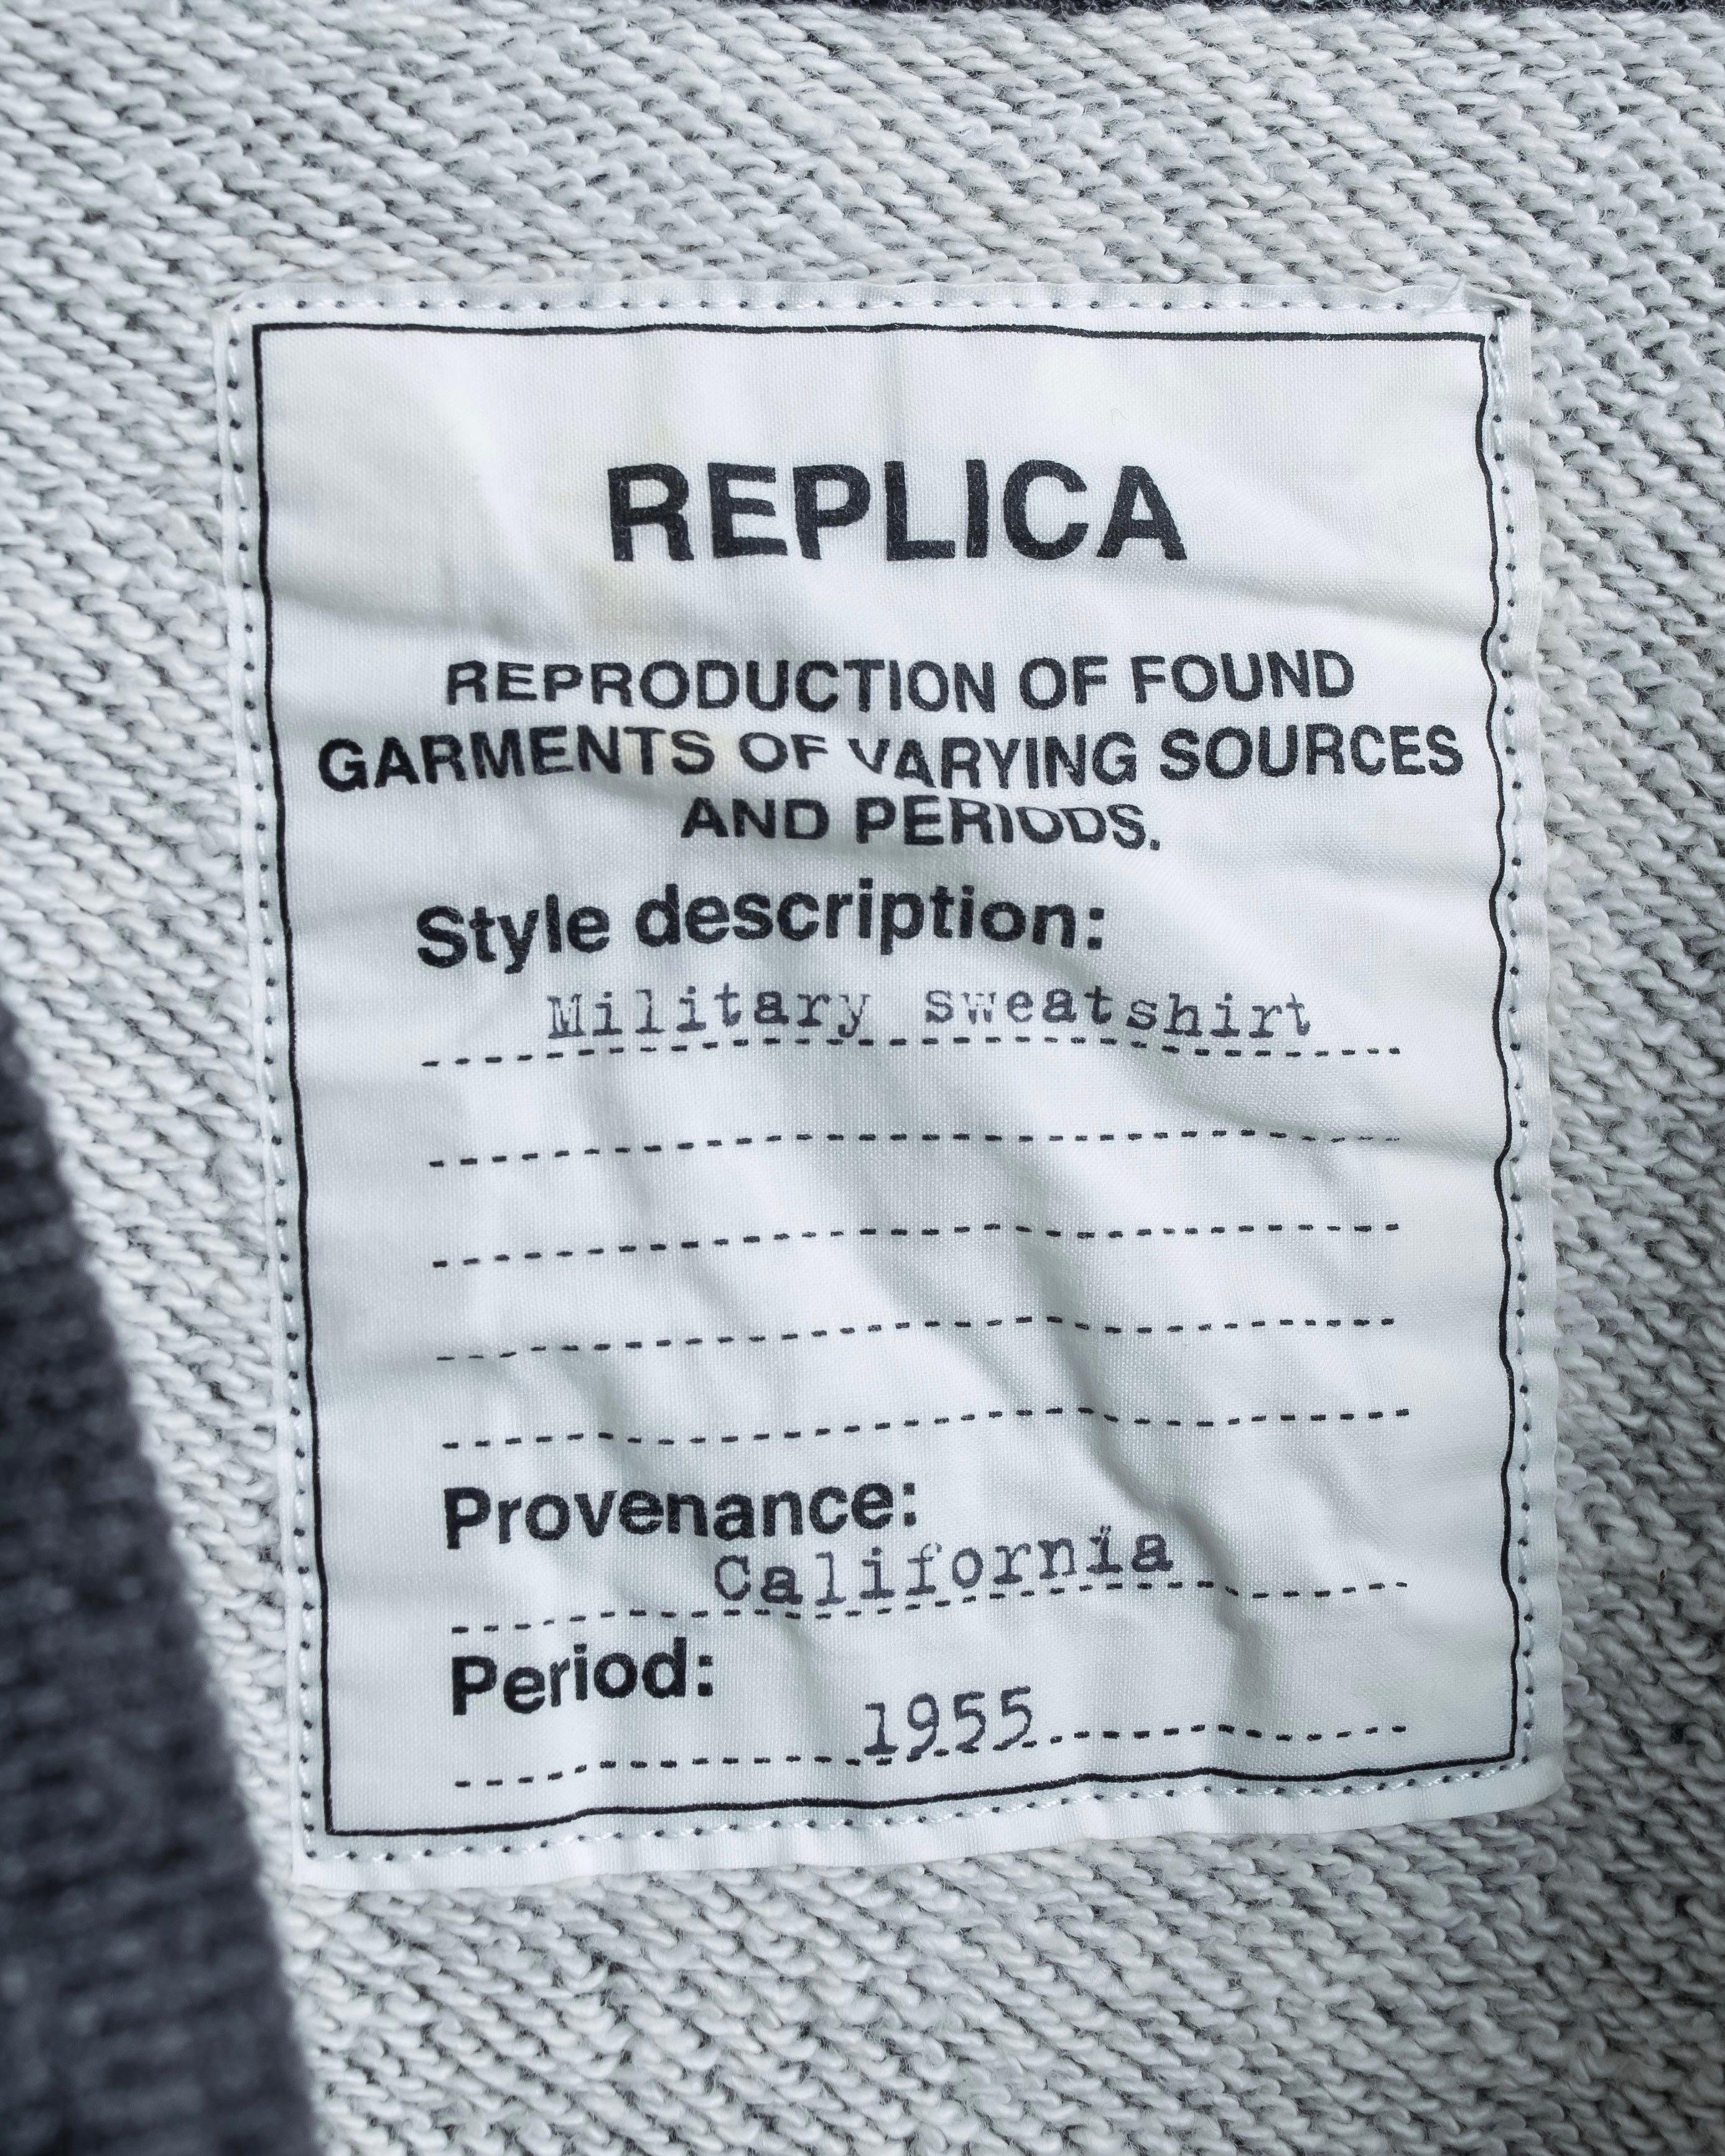 REPLICA
REPRODUCTION OF FOUND
GARMENTS OF VARYING SOURCES
AND PERIODS.
Style description:
Military sweatshirt
Provenance:
California
Period:
1955